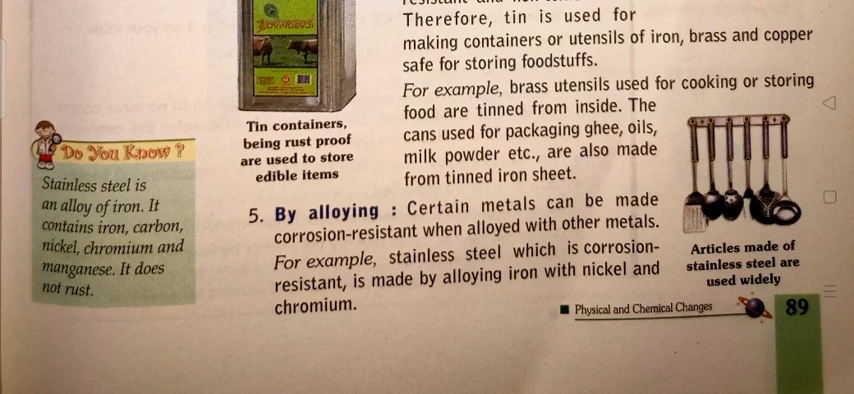 Therefore, tin is used for
making containers or utensils of iron, brass and copper
safe for storing foodstuffs.
For example, brass utensils used for cooking or storing
food are tinned from inside. The
cans used for packaging ghee, oils,
milk powder etc., are also made
from tinned iron sheet.
Tin containers,
being rust proof
are used to store
edible items
Do You Know ?
Stainless steel is
an alloy of iron. It
contains iron, carbon,
nickel, chromium and
manganese. It does
not rust.
5. By alloying : Certain metals can be made
corrosion-resistant when alloyed with other metals.
For example, stainless steel which is corrosion-
resistant, is made by alloying iron with nickel and
chromium.
Articles made of
stainless steel are
used widely
Physical and Chemical Changes
89